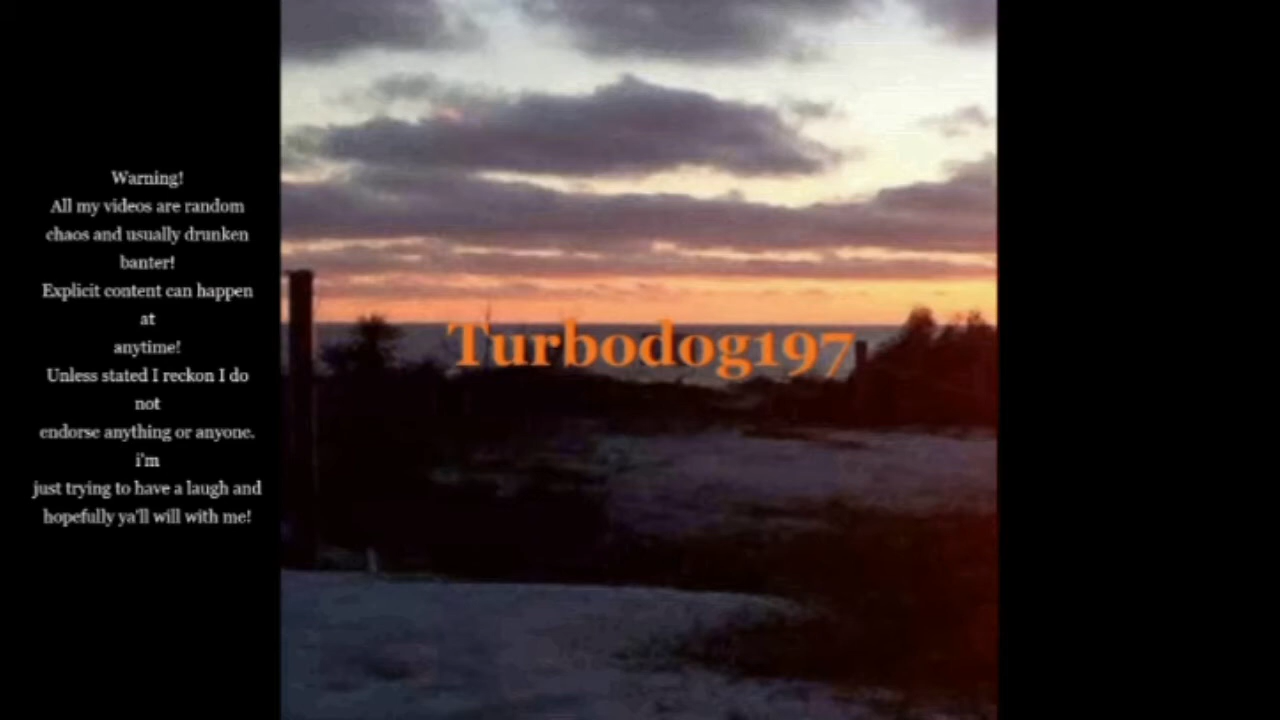 Warning!
All my videos are random
chaos and usually drunken
banter!
Explicit content can happen
at
anytime!
Unless stated I reckon I do
not
endorse anything or anyone.
i'm
just trying to have a laugh and
hopefully ya'll will with me!
Turbodog197